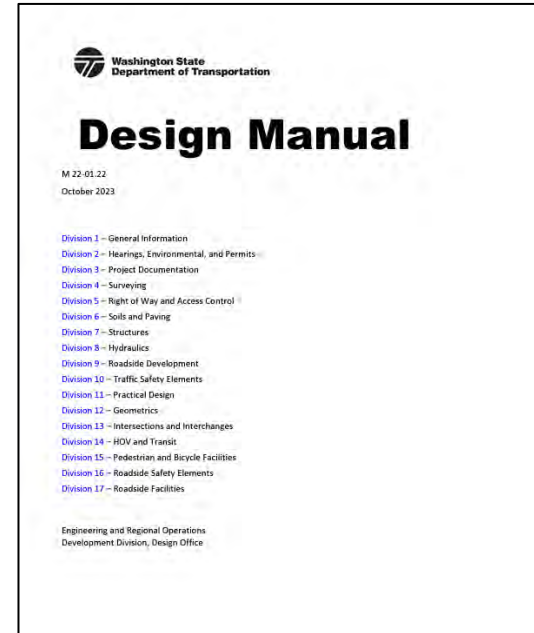 Washington State
Department of Transportation
Design Manual
M 22-01.22
October 2023
Division 1 – General Information
Division 2 – Hearings, Environmental, and Permits
Division 3 – Project Documentation
Division 4 – Surveying
Division 5 – Right of Way and Access Control
Division 6 – Soils and Paving
Division 7 – Structures
Division 8 – Hydraulics
Division 9 – Roadside Development
Division 10 – Traffic Safety Elements
Division 11 – Practical Design
Division 12 – Geometrics
Division 13 – Intersections and Interchanges
Division 14 – HOV and Transit
Division 15 – Pedestrian and Bicycle Facilities
Division 16 – Roadside Safety Elements
Division 17 – Roadside Facilities
Engineering and Regional Operations
Development Division, Design Office